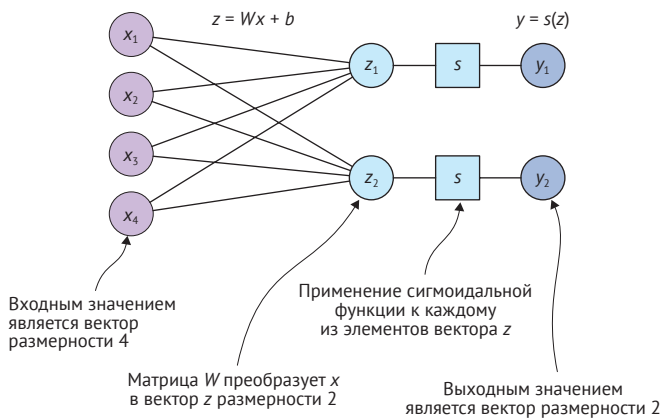 z = Wx + b
y = s(z)
x₁
x₂
x₃
x₄
z₁
s
y₁
z₂
s
y₂
Входным значением
является вектор
размерности 4
Применение сигмоидальной
функции к каждому
из элементов вектора z
Матрица W преобразует x
в вектор z размерности 2
Выходным значением
является вектор размерности 2